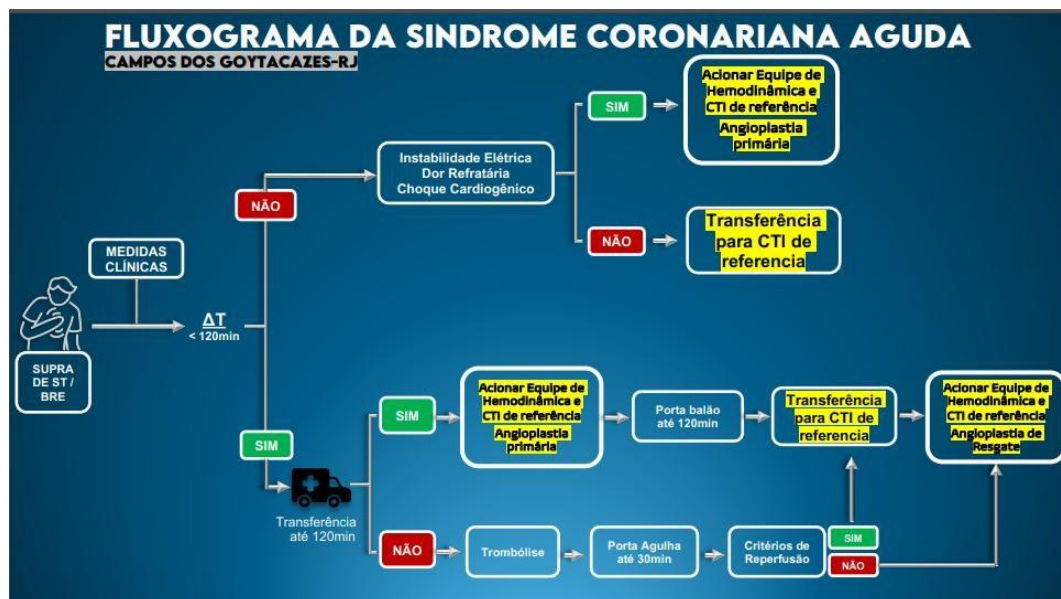 FLUXOGRAMA DA SINDROME CORONARIANA AGUDA
CAMPOS DOS GOYTACAZES-RJ
Acionar Equipe de
Hemodinâmica e
CTI de referência
Angioplastia
primária
SIM
Instabilidade Elétrica
Dor Refratária
Choque Cardiogênico
NÃO
NÃO
Transferência
para CTI de
referencia
MEDIDAS
CLÍNICAS
ΔT
< 120min
SUPRA
DE ST /
BRE
SIM
Transferência
até 120min
SIM
Acionar Equipe de
Hemodinâmica e
CTI de referência
Angioplastia
primária
Porta balão
até 120min
Transferência
para CTI de
referencia
Acionar Equipe de
Hemodinâmica e
CTI de referência
Angioplastia de
Resgate
NÃO
Trombólise
Porta Agulha
até 30min
Critérios de
Reperfusão
SIM
NÃO